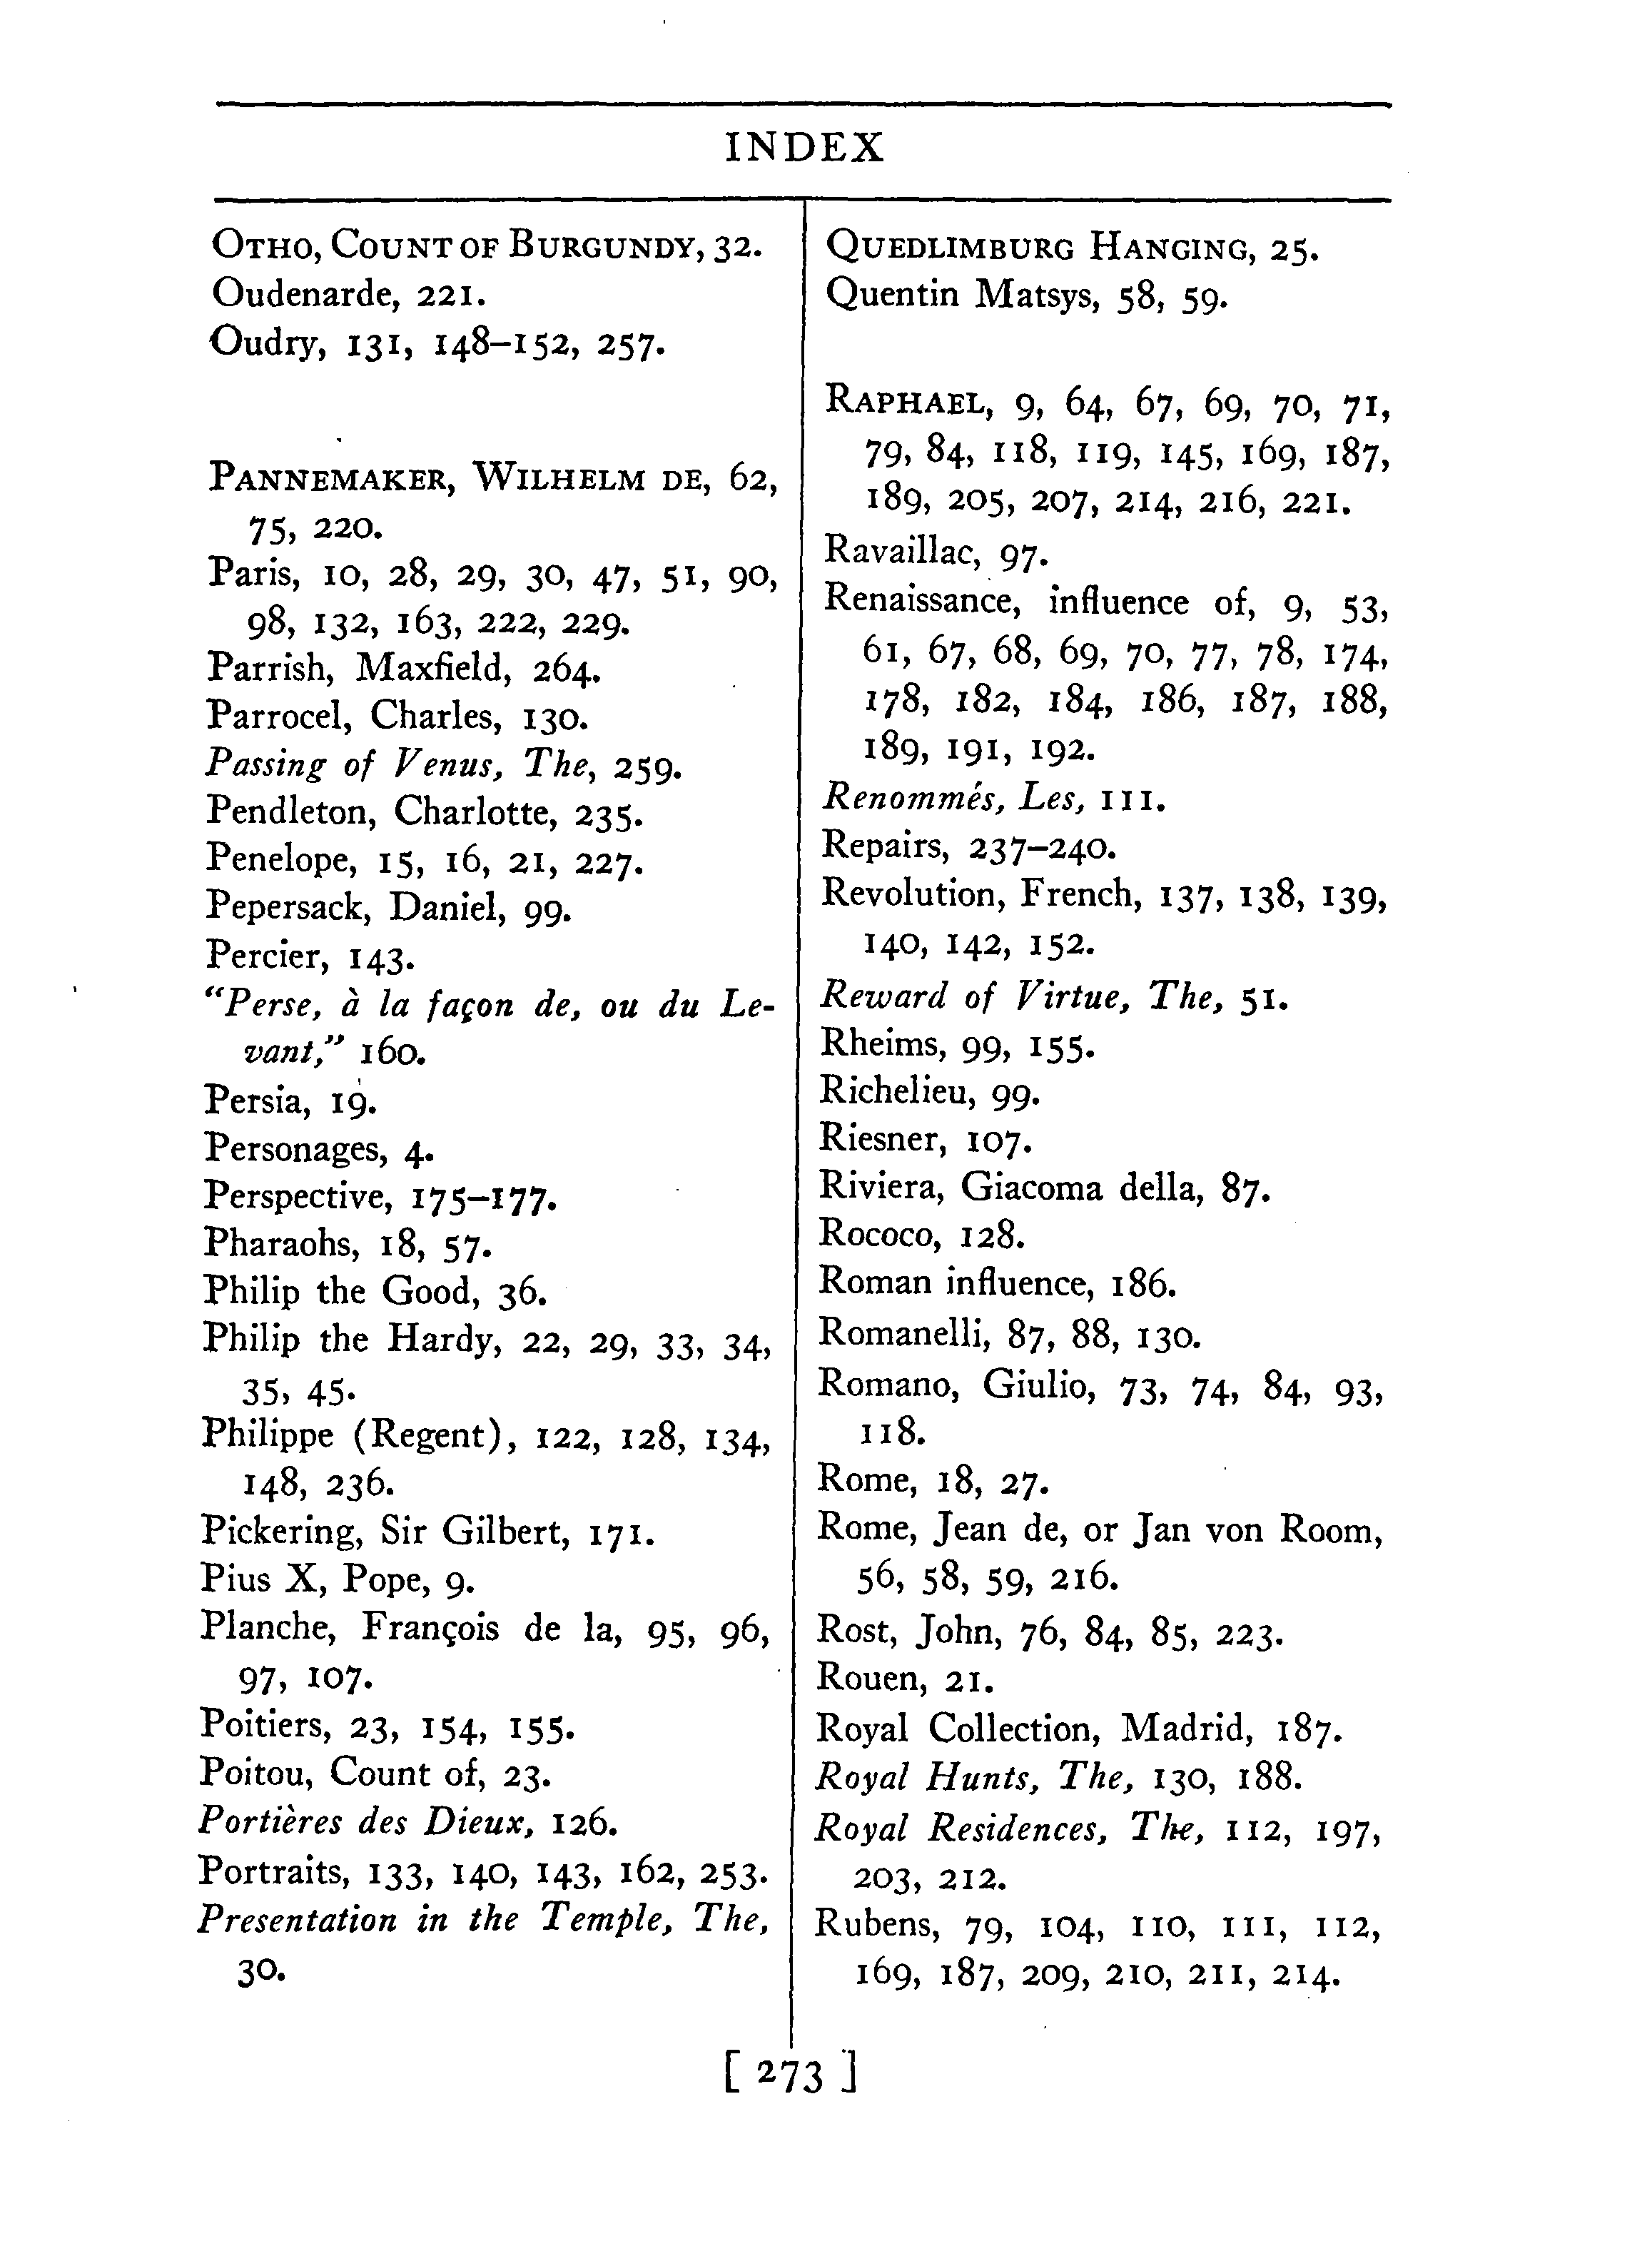 INDEX
OTHO, COUNT OF BURGUNDY, 32.
Oudenarde, 221.
Oudry, 131, 148–152, 257.
PANNEMAKER, WILHELM DE, 62,
75, 220.
Paris, 10, 28, 29, 30, 47, 51, 90,
98, 132, 163, 222, 229.
Parrish, Maxfield, 264.
Parrocel, Charles, 130.
Passing of Venus, The, 259.
Pendleton, Charlotte, 235.
Penelope, 15, 16, 21, 227.
Pepersack, Daniel, 99.
Percier, 143.
“Perse, à la façon de, ou du Le-
vant,” 160.
Persia, 19.
Personages, 4.
Perspective, 175–177.
Pharaohs, 18, 57.
Philip the Good, 36.
Philip the Hardy, 22, 29, 33, 34,
35, 45.
Philippe (Regent), 122, 128, 134,
148, 236.
Pickering, Sir Gilbert, 171.
Pius X, Pope, 9.
Planche, François de la, 95, 96,
97, 107.
Poitiers, 23, 154, 155.
Poitou, Count of, 23.
Portières des Dieux, 126.
Portraits, 133, 140, 143, 162, 253.
Presentation in the Temple, The,
30.
QUEDLIMBURG HANGING, 25.
Quentin Matsys, 58, 59.
RAPHAEL, 9, 64, 67, 69, 70, 71,
79, 84, 118, 119, 145, 169, 187,
189, 205, 207, 214, 216, 221.
Ravaillac, 97.
Renaissance, influence of, 9, 53,
61, 67, 68, 69, 70, 77, 78, 174,
178, 182, 184, 186, 187, 188,
189, 191, 192.
Renommés, Les, 111.
Repairs, 237–240.
Revolution, French, 137, 138, 139,
140, 142, 152.
Reward of Virtue, The, 51.
Rheims, 99, 155.
Richelieu, 99.
Riesner, 107.
Riviera, Giacoma della, 87.
Rococo, 128.
Roman influence, 186.
Romanelli, 87, 88, 130.
Romano, Giulio, 73, 74, 84, 93,
118.
Rome, 18, 27.
Rome, Jean de, or Jan von Room,
56, 58, 59, 216.
Rost, John, 76, 84, 85, 223.
Rouen, 21.
Royal Collection, Madrid, 187.
Royal Hunts, The, 130, 188.
Royal Residences, The, 112, 197,
203, 212.
Rubens, 79, 104, 110, 111, 112,
169, 187, 209, 210, 211, 214.
[ 273 ]